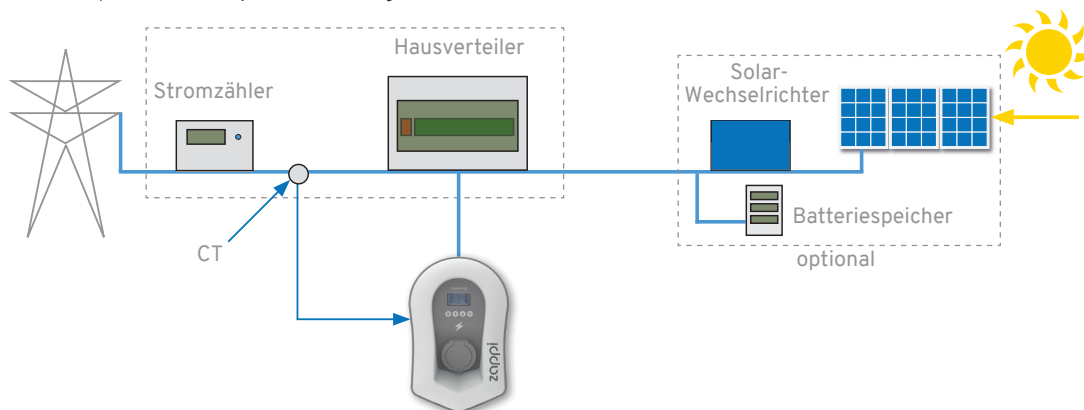 Hausverteiler
Stromzähler
Solar-
Wechselrichter
Batteriespeicher
CT
optional
zappi